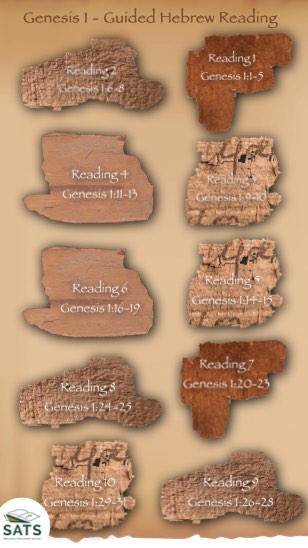 Genesis 1 - Guided Hebrew Reading
Reading 1
Genesis 1:1-5
Reading 2
Genesis 1:6-8
Reading 3
Genesis 1:9-10
Reading 4
Genesis 1:11-13
Reading 5
Genesis 1:14-15
Reading 6
Genesis 1:16-19
Reading 7
Genesis 1:20-23
Reading 8
Genesis 1:24-25
Reading 9
Genesis 1:26-28
Reading 10
Genesis 1:29-31
SATS